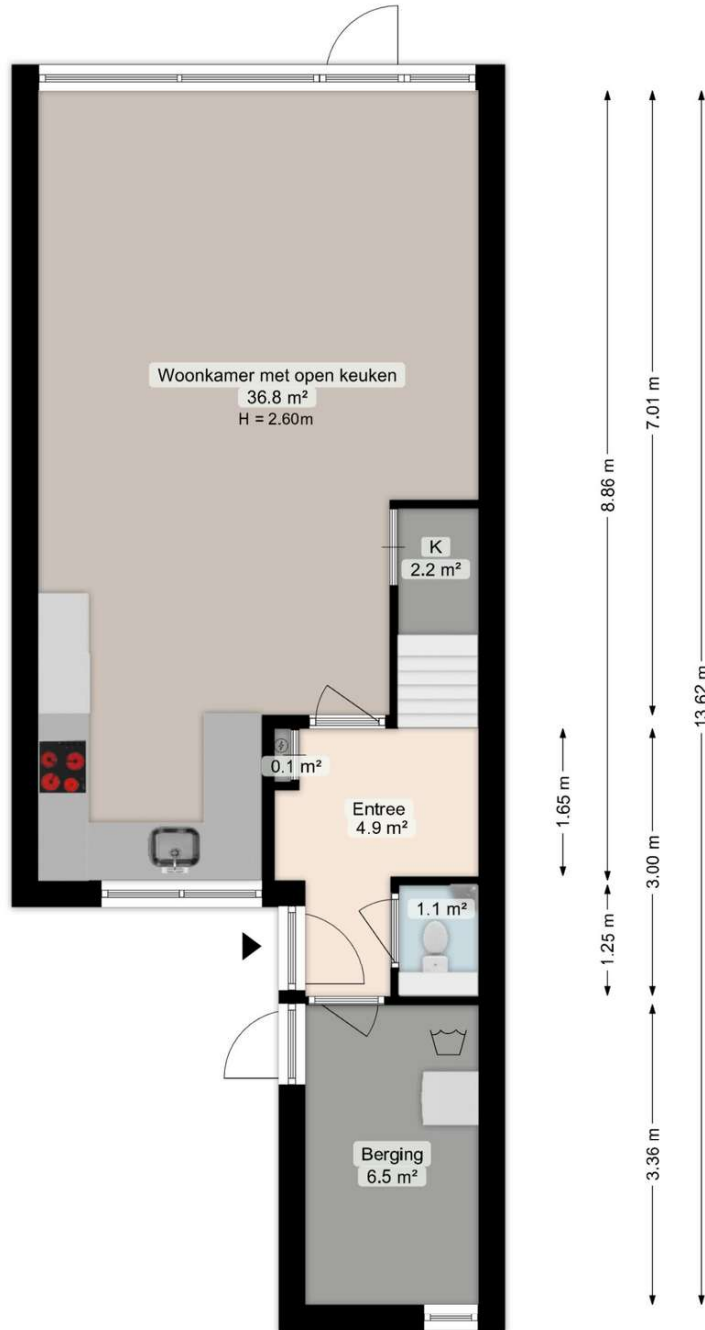 Woonkamer met open keuken
36.8 m²
H = 2.60m
K
2.2 m²
0.1 m²
Entree
4.9 m²
1.1 m²
Berging
6.5 m²
1.65 m
1.25 m
8.86 m
7.01 m
3.00 m
3.36 m
13.62 m